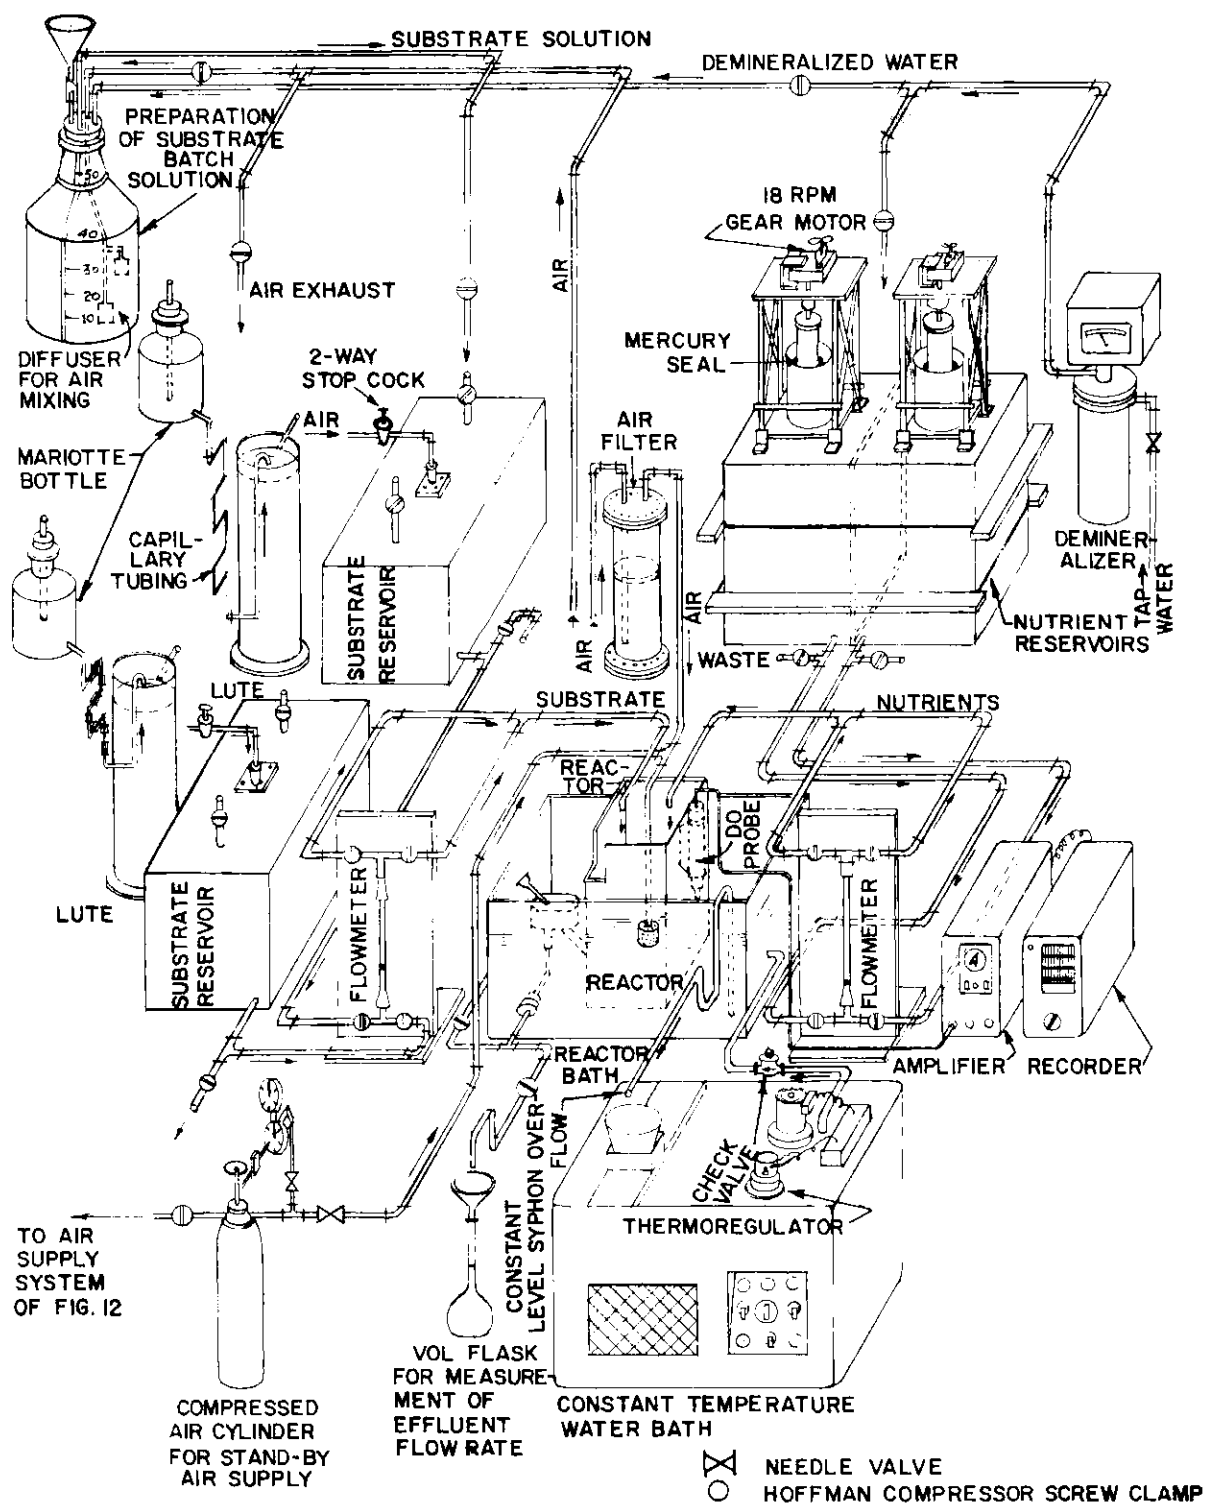 SUBSTRATE SOLUTION
DEMINERALIZED WATER
PREPARATION
OF SUBSTRATE
BATCH
SOLUTION
50
40
30
20
10
18 RPM
GEAR MOTOR
AIR
AIR EXHAUST
MERCURY
SEAL
DIFFUSER
FOR AIR
MIXING
2-WAY
STOP COCK
AIR
AIR
FILTER
MARIOTTE
BOTTLE
CAPIL-
LARY
TUBING
SUBSTRATE
RESERVOIR
DEMINER
ALIZER
TAP
WATER
AIR
AIR
NUTRIENT
RESERVOIRS
WASTE
LUTE
SUBSTRATE
NUTRIENTS
REAC-
TOR
DO
PROBE
LUTE
SUBSTRATE
RESERVOIR
FLOWMETER
REACTOR
FLOWMETER
A
AMPLIFIER
RECORDER
REACTOR
BATH
CONSTANT
LEVEL SYPHON OVER
FLOW
CHECK
VALVE
A
THERMOREGULATOR
TO AIR
SUPPLY
SYSTEM
OF FIG. 12
VOL FLASK
FOR MEASURE-
MENT OF
EFFLUENT
FLOW RATE
COMPRESSED
AIR CYLINDER
FOR STAND-BY
AIR SUPPLY
CONSTANT TEMPERATURE
WATER BATH
NEEDLE VALVE
HOFFMAN COMPRESSOR SCREW CLAMP